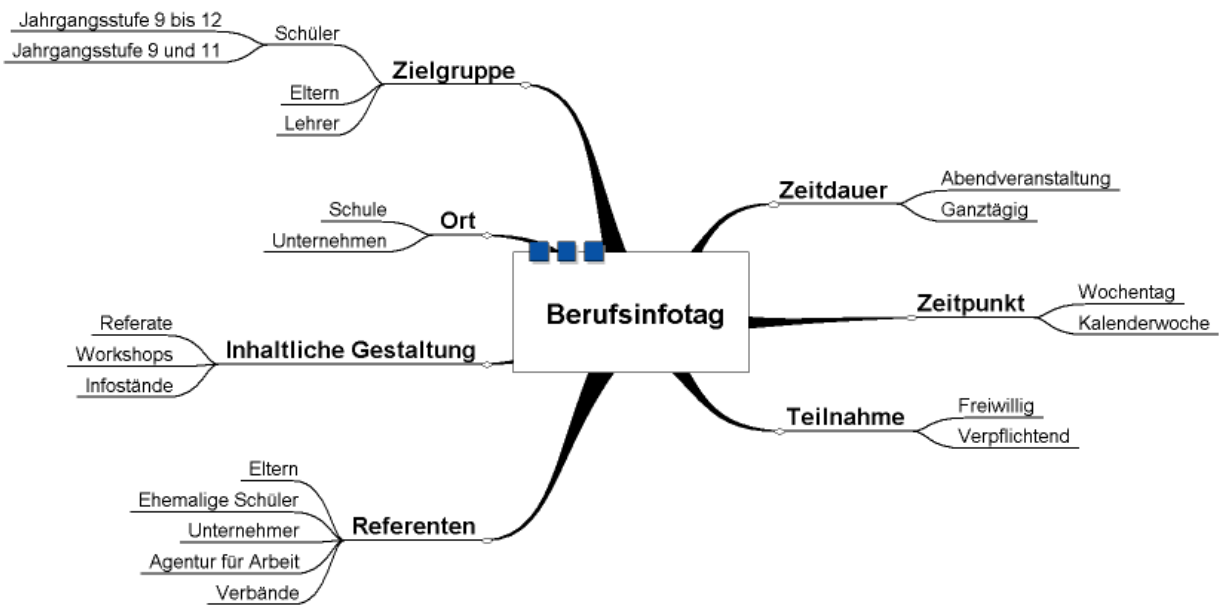 Jahrgangsstufe 9 bis 12
Jahrgangsstufe 9 und 11
Schüler
Eltern
Lehrer
Zielgruppe
Schule
Unternehmen
Ort
Referate
Workshops
Infostände
Inhaltliche Gestaltung
Eltern
Ehemalige Schüler
Unternehmer
Agentur für Arbeit
Verbände
Referenten
Berufsinfotag
Zeitdauer
Abendveranstaltung
Ganztägig
Zeitpunkt
Wochentag
Kalenderwoche
Teilnahme
Freiwillig
Verpflichtend